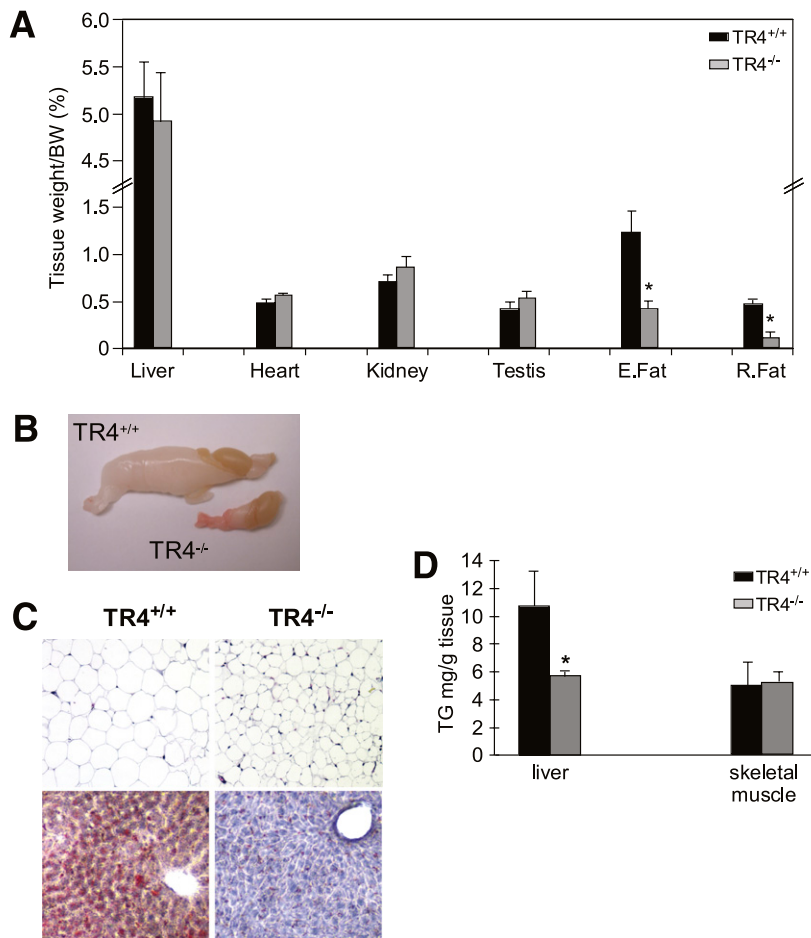 A
6.0
5.5
5.0
4.5
1.5
1.0
0.5
0
Tissue weight/BW (%)
TR4+/+
TR4-/-
*
*
Liver Heart Kidney Testis E.Fat R.Fat
B
TR4+/+
TR4-/-
C
TR4+/+ TR4-/-
D
14
12
10
8
6
4
2
0
TG mg/g tissue
TR4+/+
TR4-/-
*
liver skeletal
muscle